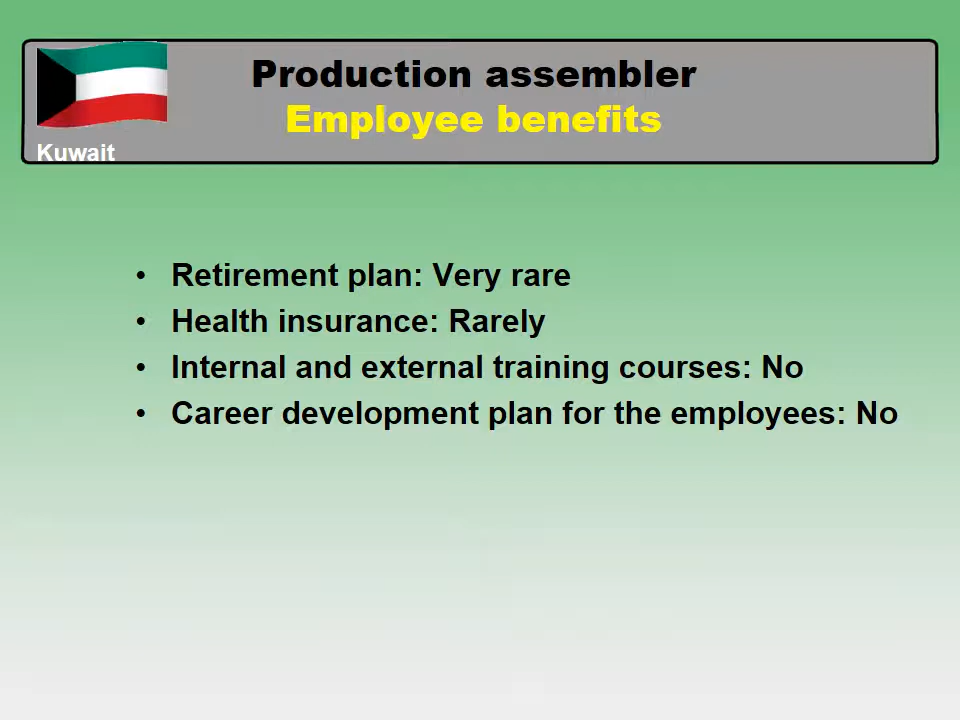 Production assembler
Employee benefits
Kuwait
• Retirement plan: Very rare
• Health insurance: Rarely
• Internal and external training courses: No
• Career development plan for the employees: No